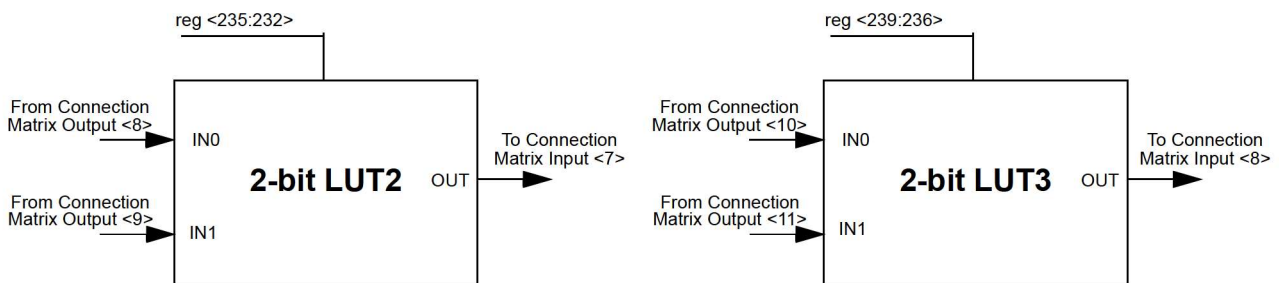 reg <235:232>
From Connection
Matrix Output <8>
IN0
2-bit LUT2
OUT
To Connection
Matrix Input <7>
From Connection
Matrix Output <9>
IN1
reg <239:236>
From Connection
Matrix Output <10>
IN0
2-bit LUT3
OUT
To Connection
Matrix Input <8>
From Connection
Matrix Output <11>
IN1